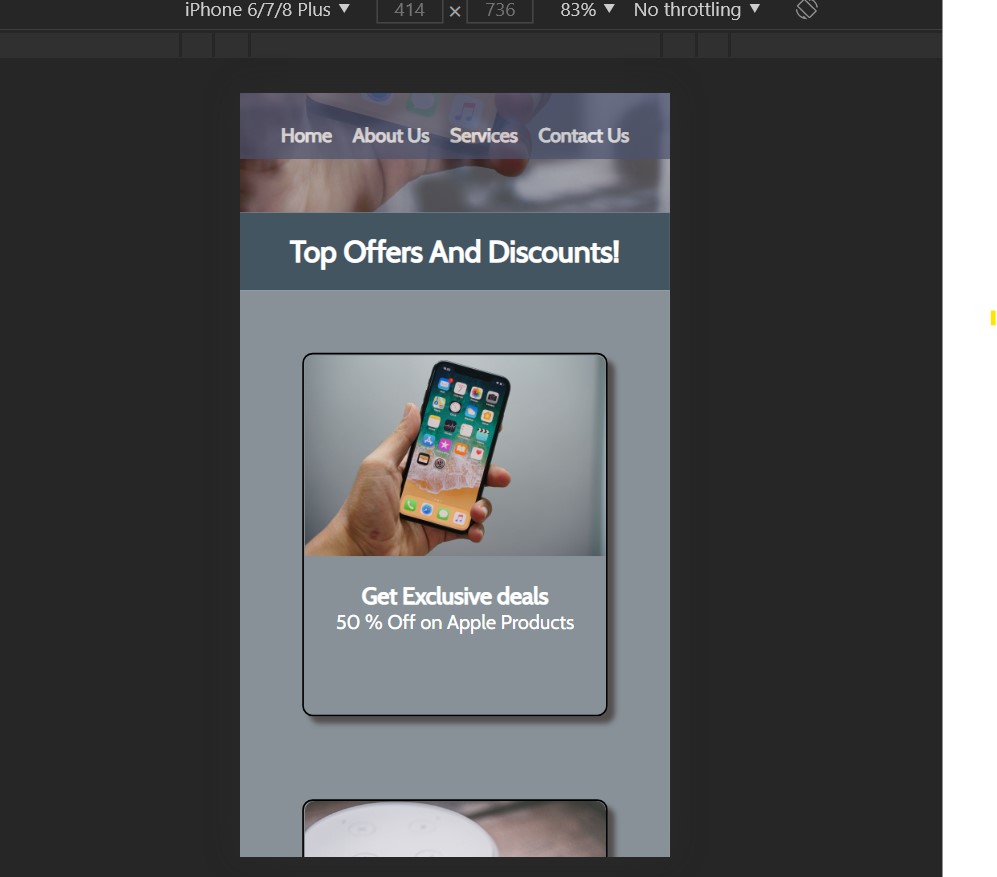 iPhone 6/7/8 Plus ▼ 414 × 736 83% ▼ No throttling ▼
Home About Us Services Contact Us
Top Offers And Discounts!
Get Exclusive deals
50 % Off on Apple Products